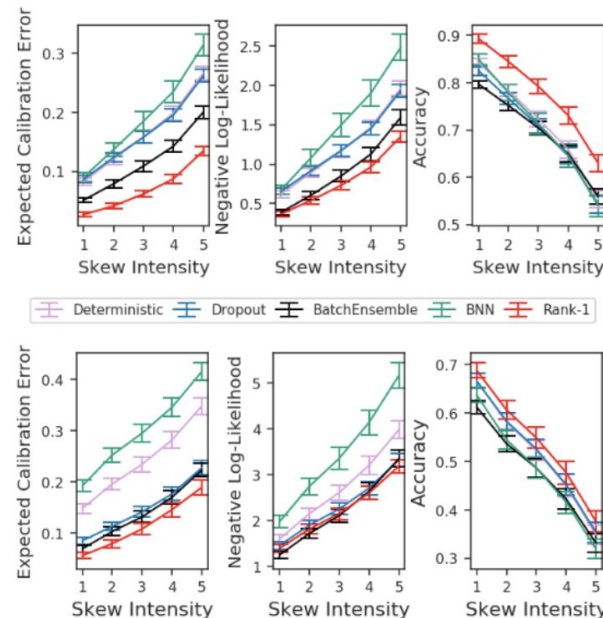 Expected Calibration Error
0.3
0.2
0.1
1 2 3 4 5
Skew Intensity
Negative Log-Likelihood
2.5
2.0
1.5
1.0
0.5
1 2 3 4 5
Skew Intensity
Accuracy
0.9
0.8
0.7
0.6
0.5
1 2 3 4 5
Skew Intensity
Deterministic Dropout BatchEnsemble BNN Rank-1
Expected Calibration Error
0.4
0.3
0.2
0.1
1 2 3 4 5
Skew Intensity
Negative Log-Likelihood
5
4
3
2
1
1 2 3 4 5
Skew Intensity
Accuracy
0.7
0.6
0.5
0.4
0.3
1 2 3 4 5
Skew Intensity